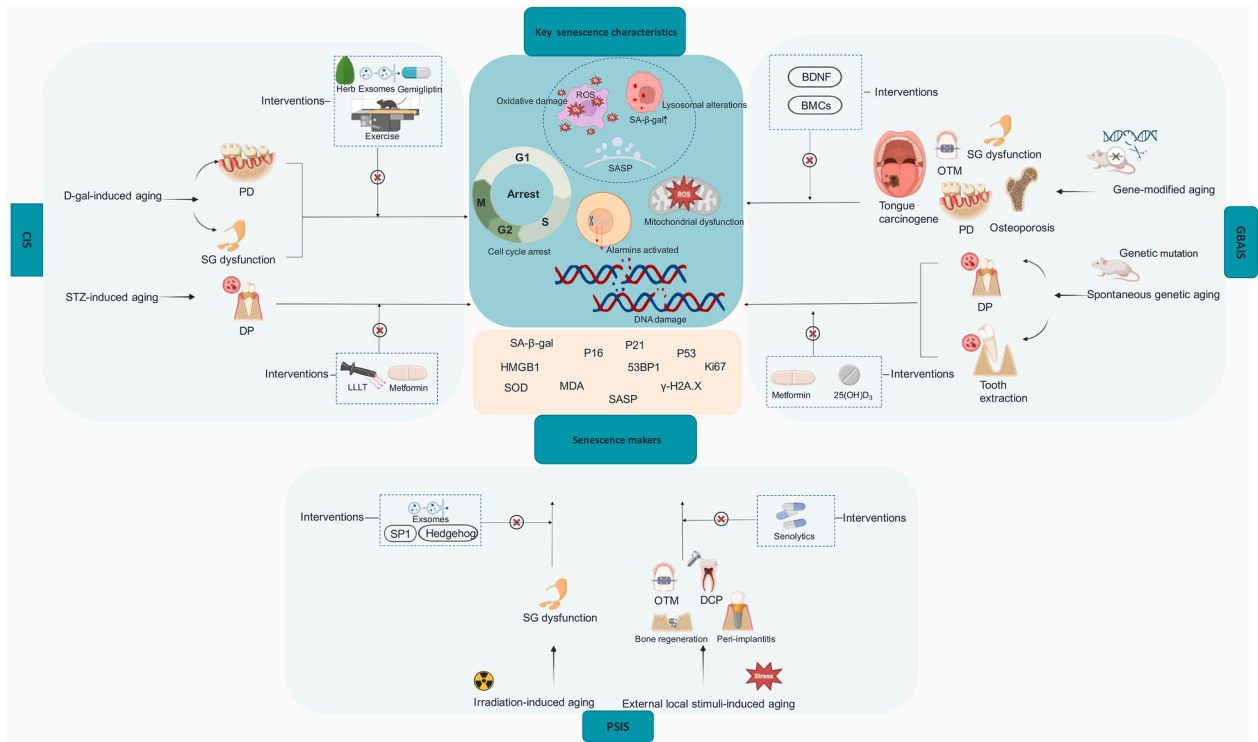 Key senescence characteristics
CIS
D-gal-induced aging
PD
SG dysfunction
STZ-induced aging
DP
Interventions
Herb
Exsomes
Gemigliptin
Exercise
Interventions
LLLT
Metformin
Oxidative damage
ROS
Lysosomal alterations
SA-β-gal
SASP
G1
M
Arrest
S
G2
Cell cycle arrest
ROS
Mitochondrial dysfunction
Alarmins activated
DNA damage
SA-β-gal
P16
P21
P53
HMGB1
53BP1
Ki67
SOD
MDA
γ-H2A.X
SASP
Senescence makers
BDNF
BMCs
Interventions
Tongue
carcinogene
OTM
SG dysfunction
PD
Osteoporosis
Gene-modified aging
GBAIS
Genetic mutation
Spontaneous genetic aging
DP
Tooth
extraction
Metformin
25(OH)D₃
Interventions
Interventions
Exsomes
SP1
Hedgehog
SG dysfunction
Irradiation-induced aging
Senolytics
Interventions
OTM
DCP
Bone regeneration
Peri-implantitis
Stress
External local stimuli-induced aging
PSIS